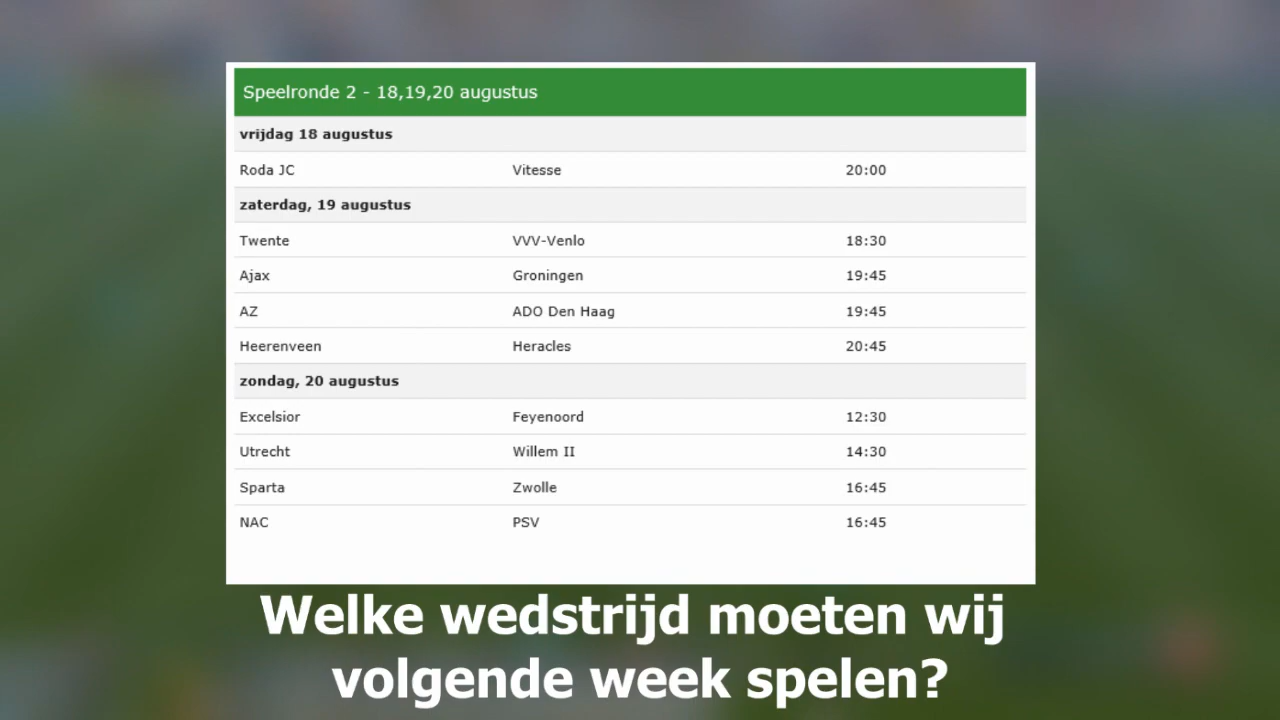 Speelronde 2 - 18,19,20 augustus
vrijdag 18 augustus
Roda JC Vitesse 20:00
zaterdag, 19 augustus
Twente VVV-Venlo 18:30
Ajax Groningen 19:45
AZ ADO Den Haag 19:45
Heerenveen Heracles 20:45
zondag, 20 augustus
Excelsior Feyenoord 12:30
Utrecht Willem II 14:30
Sparta Zwolle 16:45
NAC PSV 16:45
Welke wedstrijd moeten wij
volgende week spelen?